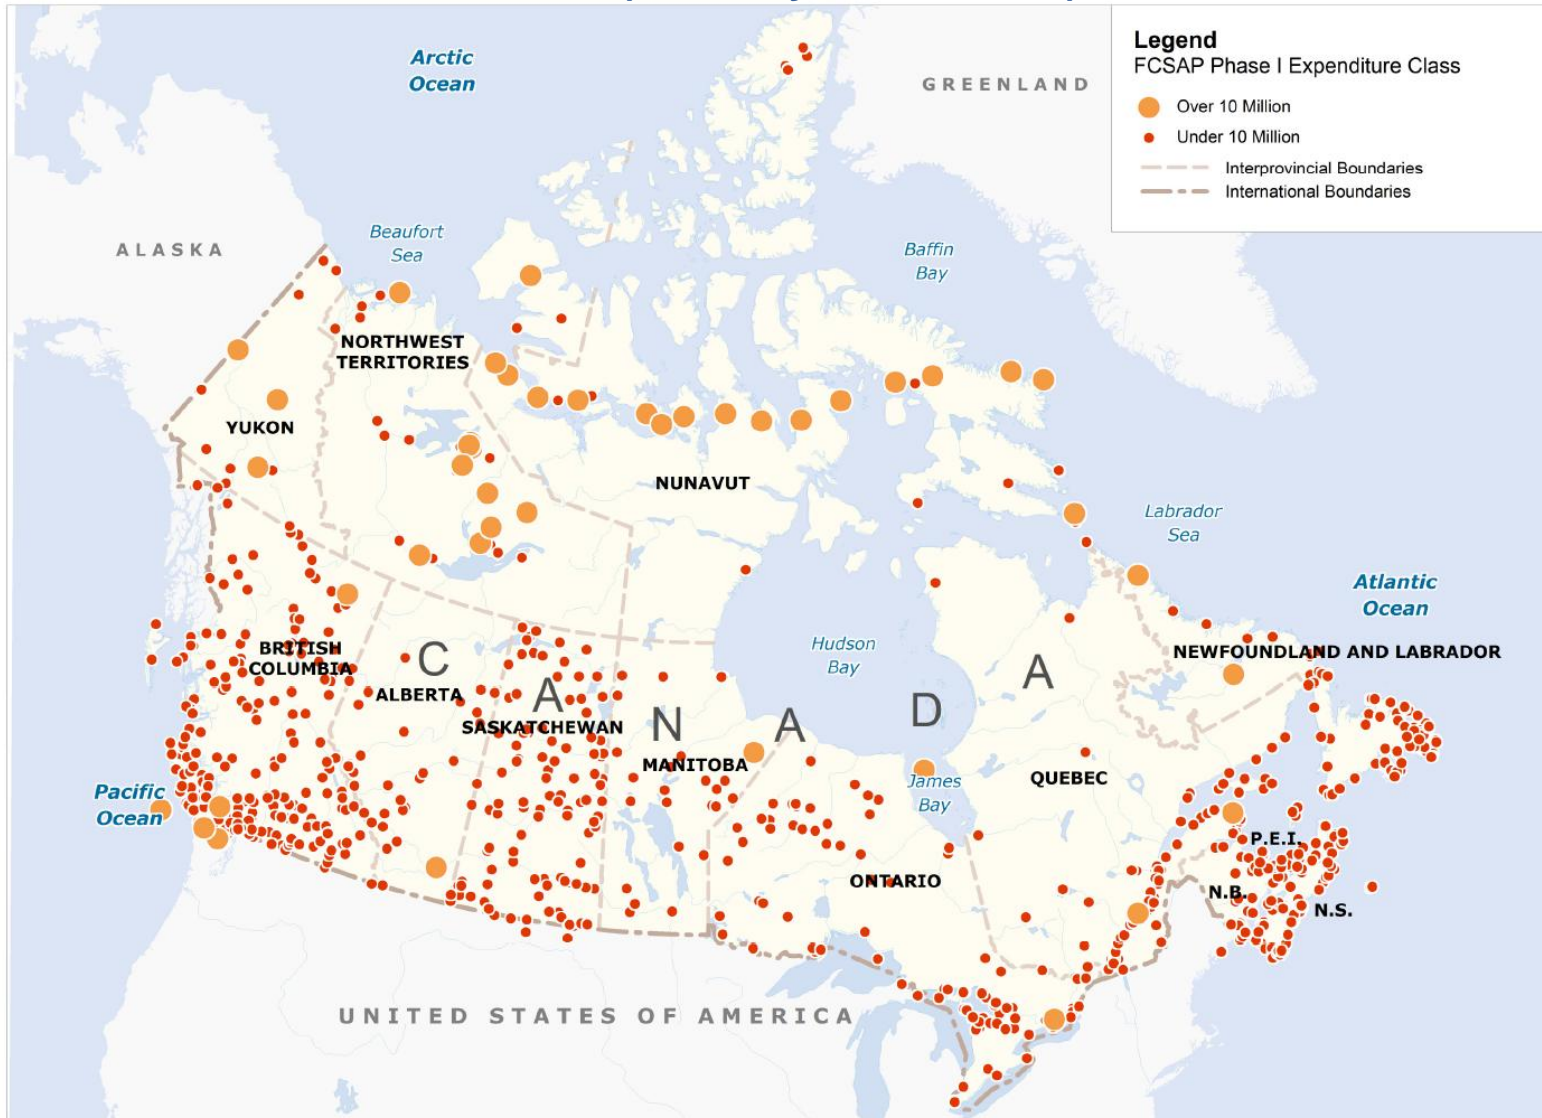 Legend
FCSAP Phase I Expenditure Class
Over 10 Million
Under 10 Million
Interprovincial Boundaries
International Boundaries
Arctic
Ocean
GREENLAND
ALASKA
Beaufort
Sea
Baffin
Bay
NORTHWEST
TERRITORIES
YUKON
NUNAVUT
Labrador
Sea
Atlantic
Ocean
BRITISH
COLUMBIA
Hudson
Bay
NEWFOUNDLAND AND LABRADOR
C A N A D A
ALBERTA
SASKATCHEWAN
MANITOBA
QUEBEC
James
Bay
Pacific
Ocean
P.E.I.
ONTARIO
N.B.
N.S.
UNITED STATES OF AMERICA